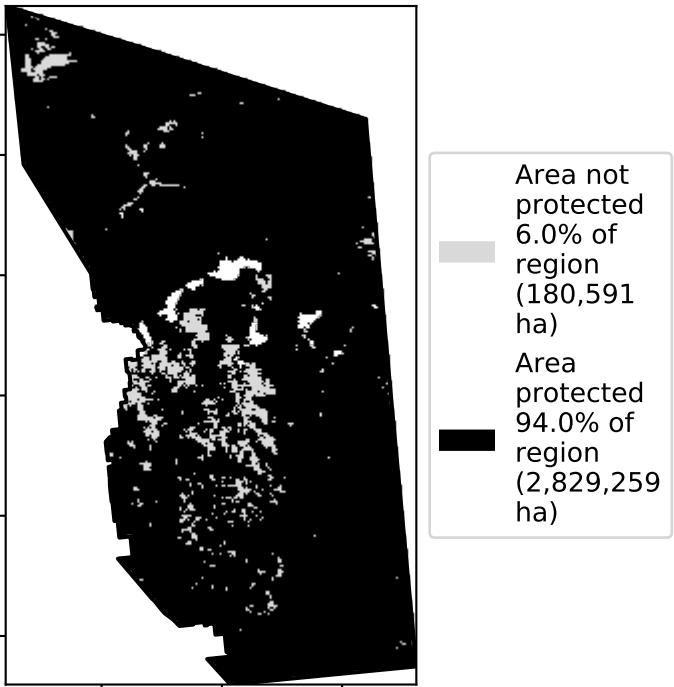 Area not
protected
6.0% of
region
(180,591
ha)
Area
protected
94.0% of
region
(2,829,259
ha)